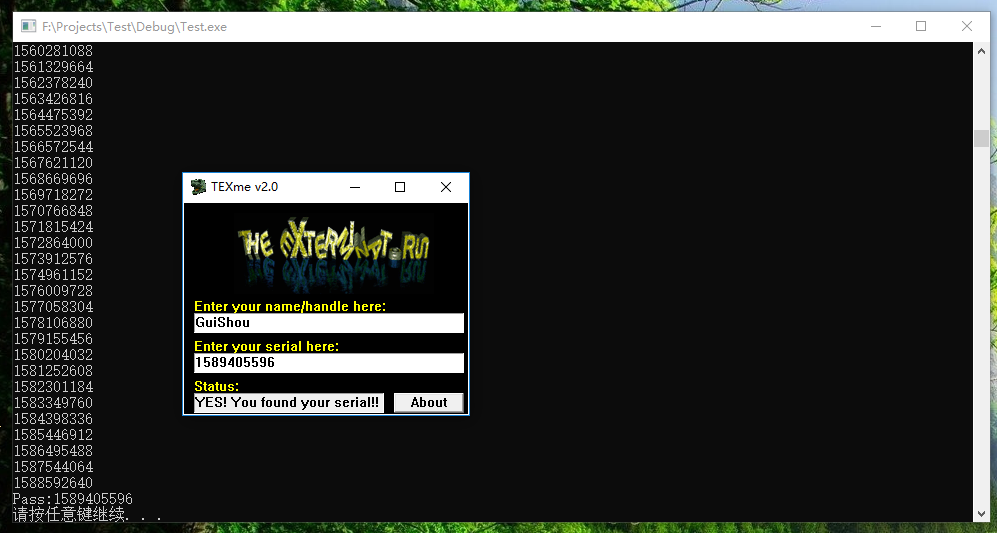 F:\Projects\Test\Debug\Test.exe
1560281088
1561329664
1562378240
1563426816
1564475392
1565523968
1566572544
1567621120
1568669696
1569718272
1570766848
1571815424
1572864000
1573912576
1574961152
1576009728
1577058304
1578106880
1579155456
1580204032
1581252608
1582301184
1583349760
1584398336
1585446912
1586495488
1587544064
1588592640
Pass:1589405596
请按任意键继续. . .
TEXme v2.0
THE EXTERMINAT RUS
Enter your name/handle here:
GuiShou
Enter your serial here:
1589405596
Status:
YES! You found your serial!!
About